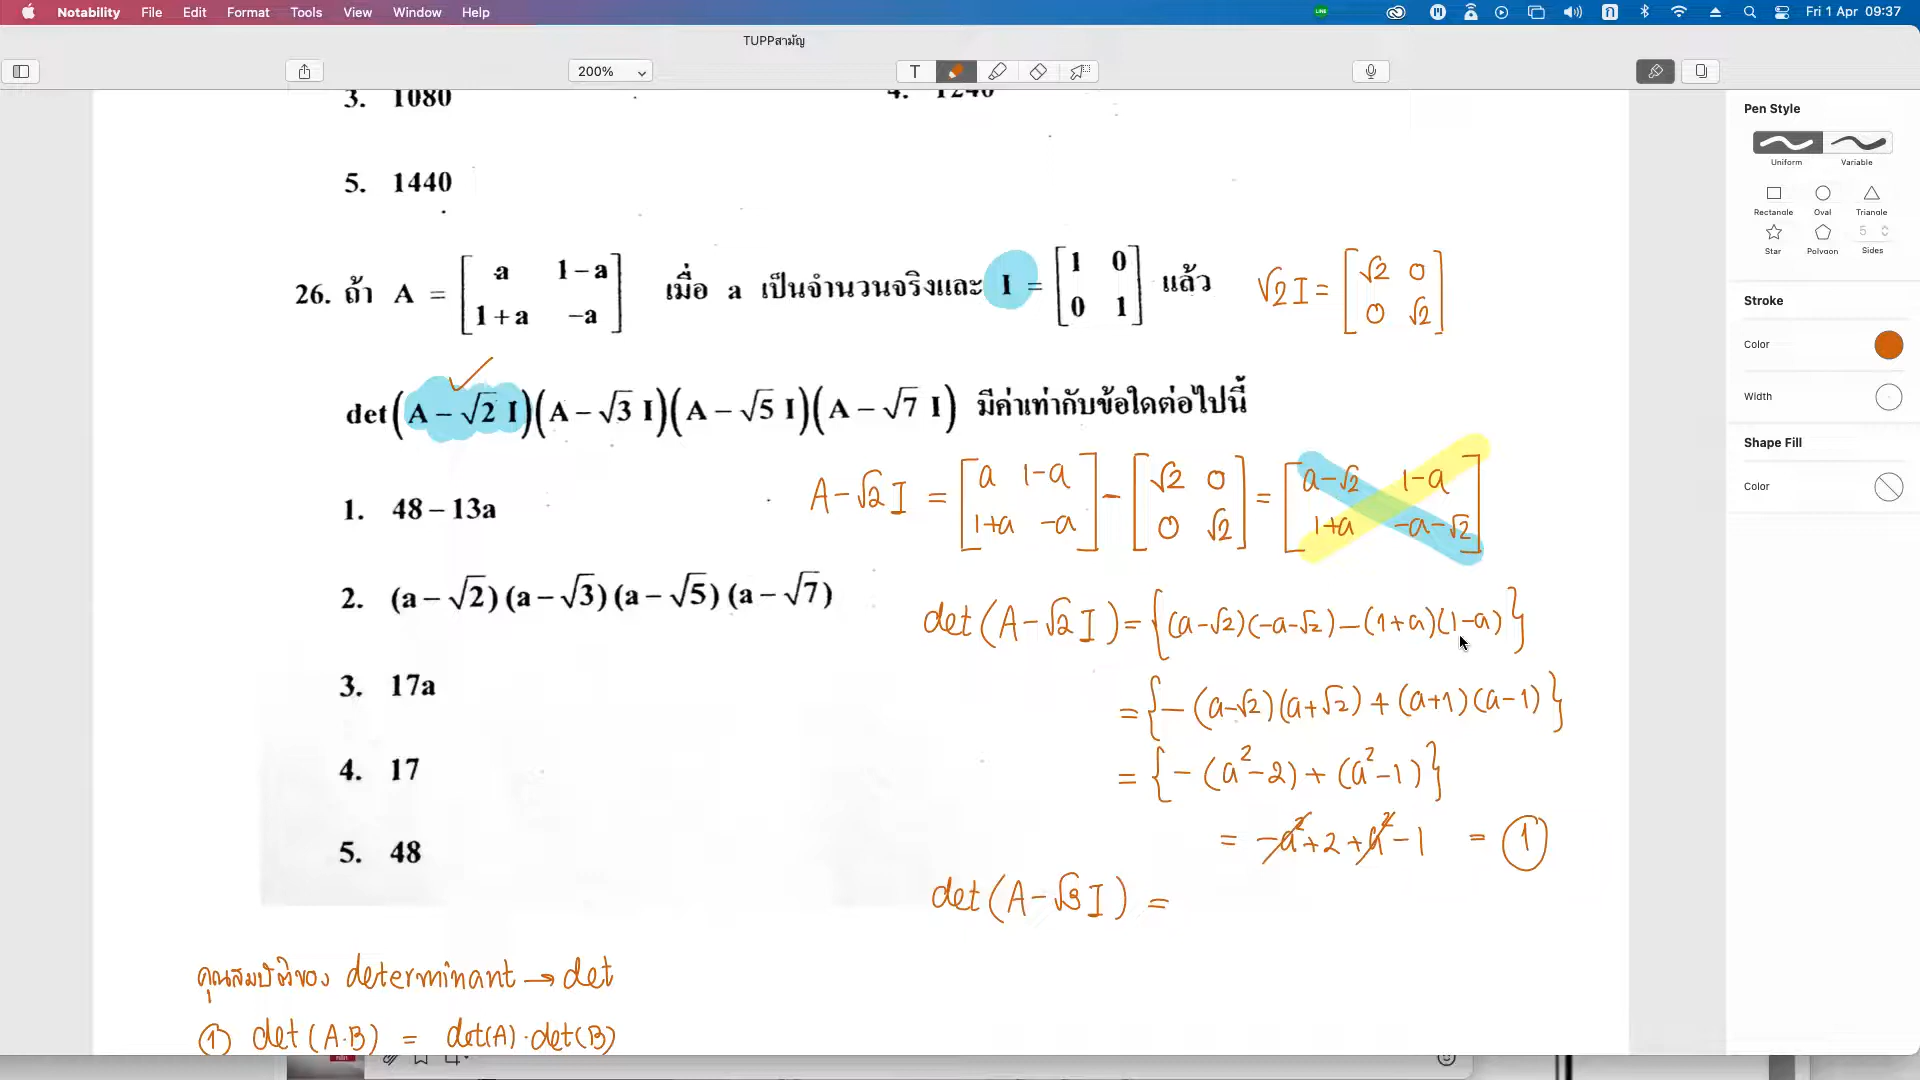 Notability File Edit Format Tools View Window Help Fri 1 Apr 09:37
TUPPสามัญ
200% T
Pen Style
Uniform Variable
Rectangle Oval Triangle
Star Polygon 5 Sides
Stroke
Color
Width
Shape Fill
Color
3. 1080 4. 1240
5. 1440
26. ถ้า A = [a 1-a; 1+a -a] เมื่อ a เป็นจำนวนจริงและ I = [1 0; 0 1] แล้ว √2 I = [√2 0; 0 √2]
det(A - √2 I)(A - √3 I)(A - √5 I)(A - √7 I) มีค่าเท่ากับข้อใดต่อไปนี้
A-√2 I = [a 1-a; 1+a -a] - [√2 0; 0 √2] = [a-√2 1-a; 1+a -a-√2]
1. 48 - 13a
2. (a - √2)(a - √3)(a - √5)(a - √7)
det(A-√2 I) = {(a-√2)(-a-√2) - (1+a)(1-a)}
3. 17a
= {-(a-√2)(a+√2) + (a+1)(a-1)}
4. 17
= {-(a²-2) + (a²-1)}
5. 48
= -a²+2+a²-1 = 1
det(A-√3 I) =
คุณสมบัติของ determinant → det
① det(A·B) = det(A)·det(B)